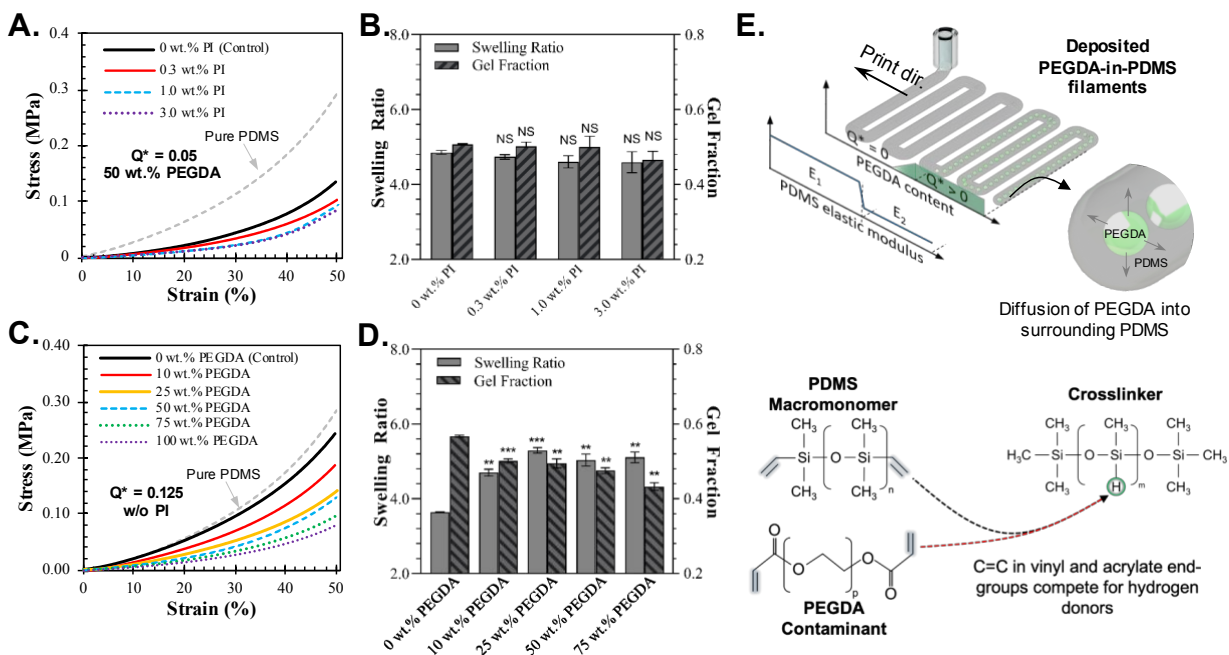 A.
0.4
0.3
0.2
0.1
0
Stress (MPa)
0 wt.% PI (Control)
0.3 wt.% PI
1.0 wt.% PI
3.0 wt.% PI
Pure PDMS
Q* = 0.05
50 wt.% PEGDA
0 10 20 30 40 50
Strain (%)
B.
8.0
6.0
4.0
2.0
Swelling Ratio
Swelling Ratio
Gel Fraction
NS NS NS NS NS NS
0.8
0.6
0.4
0.2
Gel Fraction
0 wt.% PI
0.3 wt.% PI
1.0 wt.% PI
3.0 wt.% PI
C.
0.40
0.30
0.20
0.10
0.00
Stress (MPa)
0 wt.% PEGDA (Control)
10 wt.% PEGDA
25 wt.% PEGDA
50 wt.% PEGDA
75 wt.% PEGDA
100 wt.% PEGDA
Pure PDMS
Q* = 0.125
w/o PI
0 10 20 30 40 50
Strain (%)
D.
8.0
6.0
4.0
2.0
Swelling Ratio
Swelling Ratio
Gel Fraction
** *** *** ** ** ** ** **
0.8
0.6
0.4
0.2
Gel Fraction
0 wt.% PEGDA
10 wt.% PEGDA
25 wt.% PEGDA
50 wt.% PEGDA
75 wt.% PEGDA
E.
Print dir.
Deposited
PEGDA-in-PDMS
filaments
Q* = 0
Q* > 0
PEGDA content
E1
E2
PDMS elastic modulus
PEGDA
PDMS
Diffusion of PEGDA into
surrounding PDMS
PDMS
Macromonomer
CH3 CH3
Si O Si
CH3 CH3
n
Crosslinker
CH3 CH3 CH3
H3C Si O Si O Si CH3
CH3 H m CH3
O
O
O
p
O
PEGDA
Contaminant
C=C in vinyl and acrylate end-
groups compete for hydrogen
donors